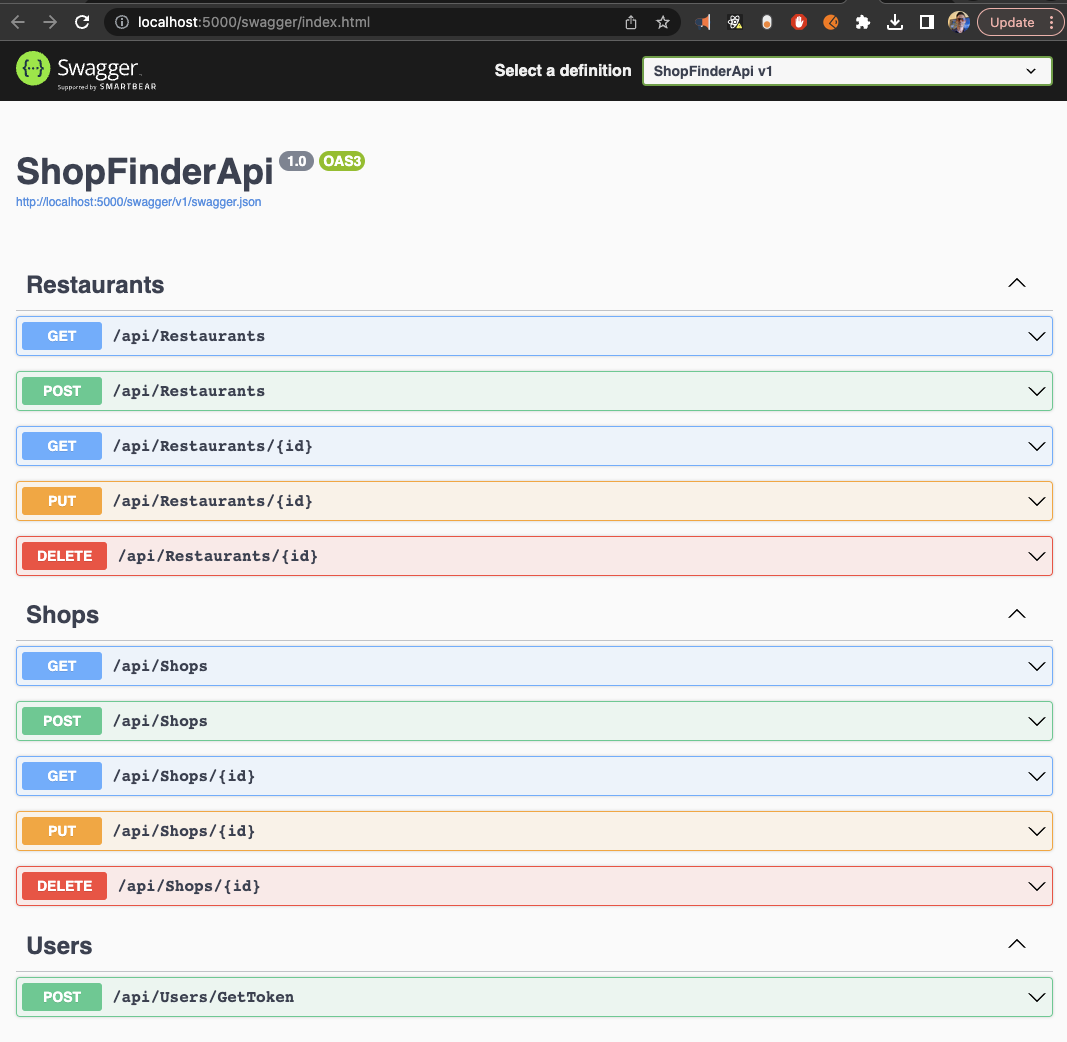 localhost:5000/swagger/index.html
Update
Swagger
Supported by SMARTBEAR
Select a definition
ShopFinderApi v1
ShopFinderApi 1.0 OAS3
http://localhost:5000/swagger/v1/swagger.json
Restaurants
GET /api/Restaurants
POST /api/Restaurants
GET /api/Restaurants/{id}
PUT /api/Restaurants/{id}
DELETE /api/Restaurants/{id}
Shops
GET /api/Shops
POST /api/Shops
GET /api/Shops/{id}
PUT /api/Shops/{id}
DELETE /api/Shops/{id}
Users
POST /api/Users/GetToken